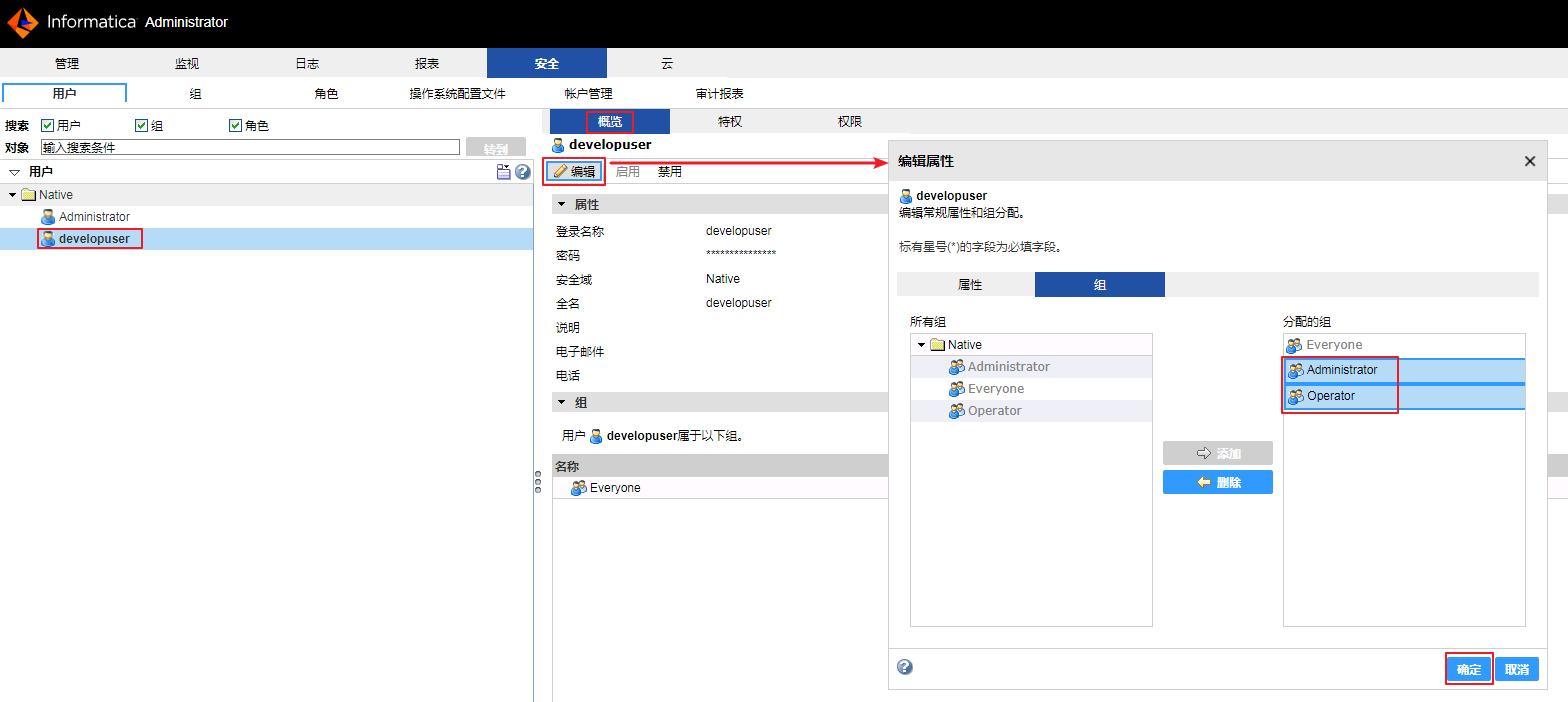 Informatica Administrator
管理 监视 日志 报表 安全 云
用户 组 角色 操作系统配置文件 帐户管理 审计报表
搜索 用户 组 角色
对象 输入搜索条件 转到
用户
Native
Administrator
developuser
概览 特权 权限
developuser
编辑 启用 禁用
属性
登录名称 developuser
密码 **************
安全域 Native
全名 developuser
说明
电子邮件
电话
组
用户 developuser属于以下组。
名称
Everyone
编辑属性
developuser
编辑常规属性和组分配。
标有星号(*)的字段为必填字段。
属性 组
所有组
Native
Administrator
Everyone
Operator
添加
删除
分配的组
Everyone
Administrator
Operator
确定 取消